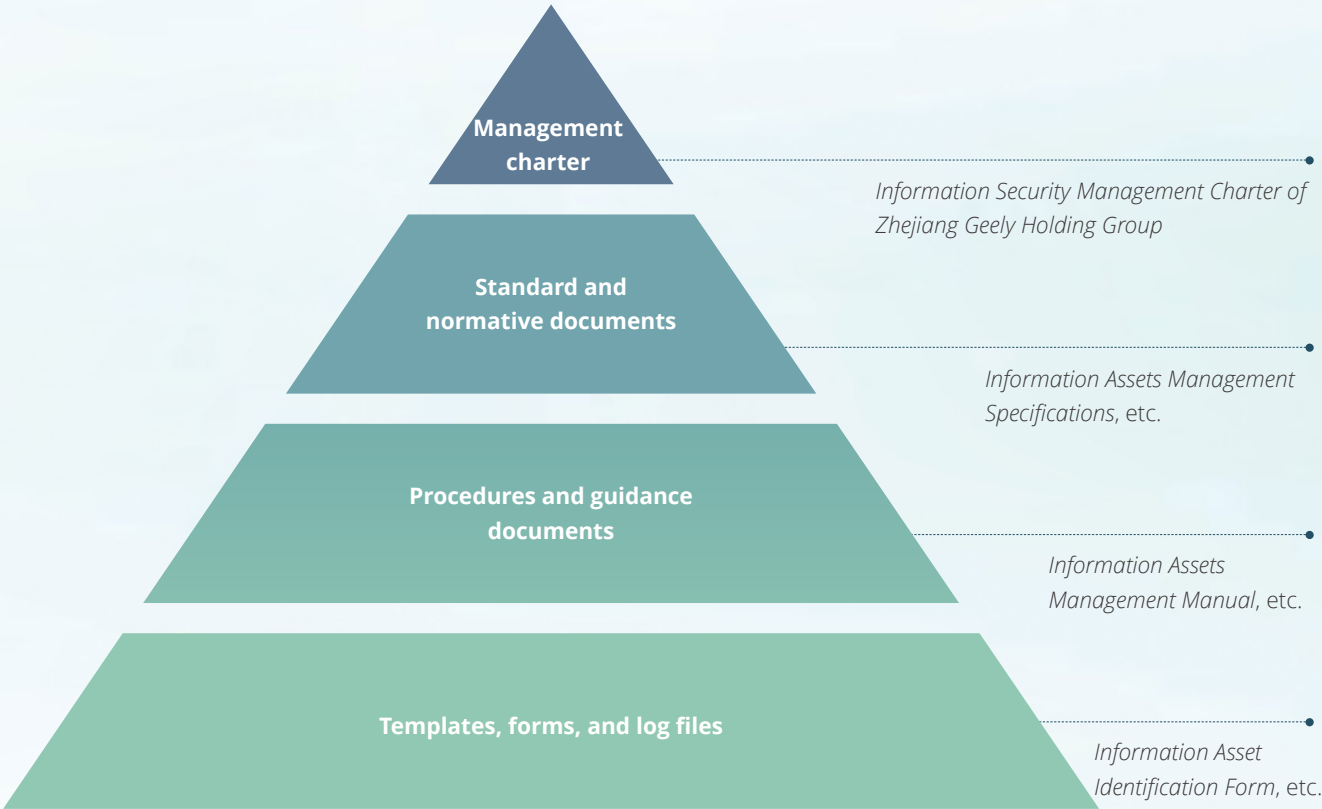 Management
charter
Information Security Management Charter of
Zhejiang Geely Holding Group
Standard and
normative documents
Information Assets Management
Specifications, etc.
Procedures and guidance
documents
Information Assets
Management Manual, etc.
Templates, forms, and log files
Information Asset
Identification Form, etc.